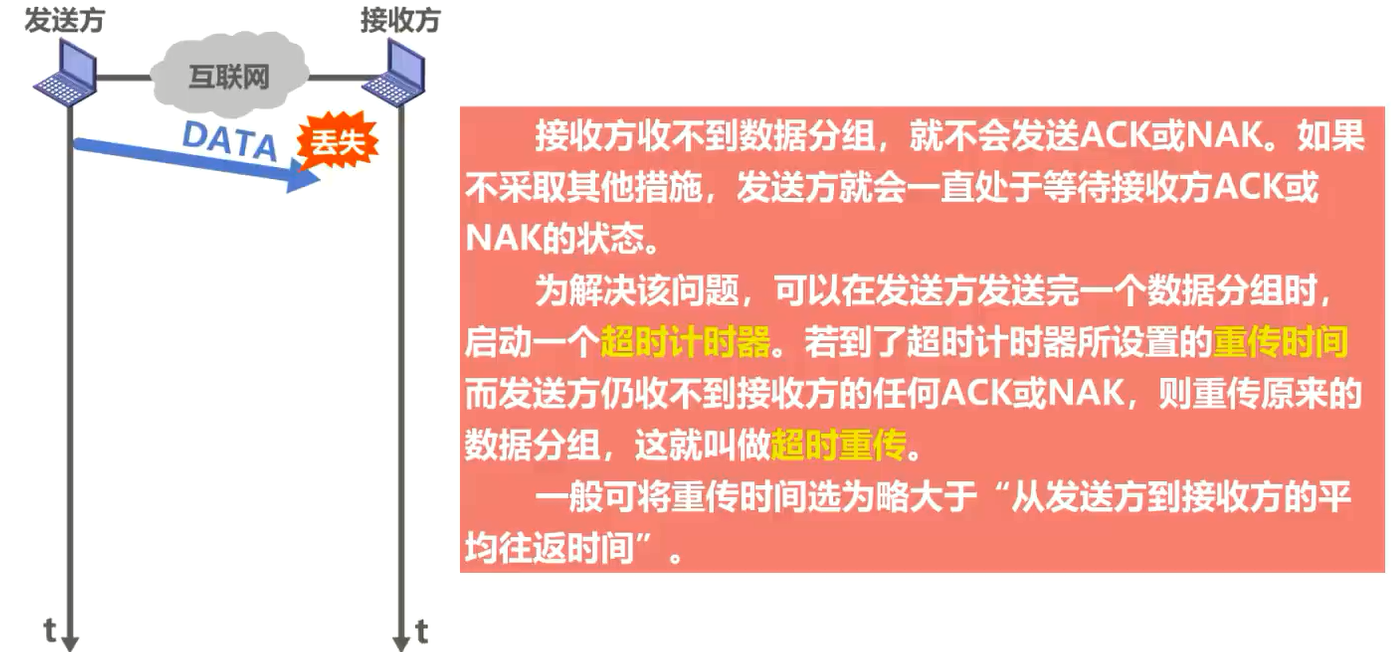 发送方
接收方
互联网
DATA
丢失
t
t
接收方收不到数据分组，就不会发送ACK或NAK。如果
不采取其他措施，发送方就会一直处于等待接收方ACK或
NAK的状态。
为解决该问题，可以在发送方发送完一个数据分组时，
启动一个超时计时器。若到了超时计时器所设置的重传时间
而发送方仍收不到接收方的任何ACK或NAK，则重传原来的
数据分组，这就叫做超时重传。
一般可将重传时间选为略大于“从发送方到接收方的平
均往返时间”。